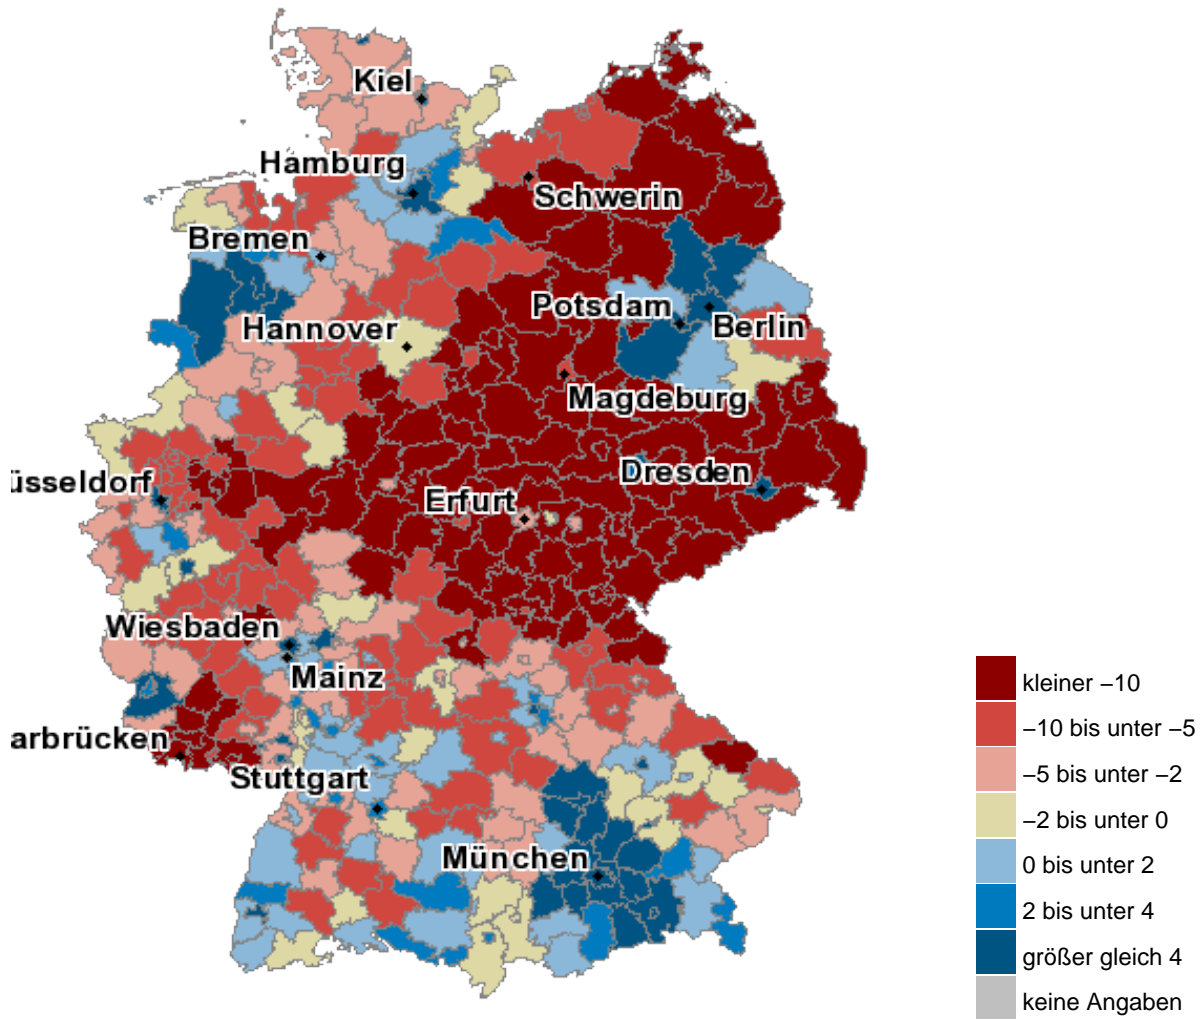 Kiel
Hamburg
Schwerin
Bremen
Potsdam
Berlin
Hannover
Magdeburg
üsseldorf
Dresden
Erfurt
Wiesbaden
Mainz
arbrücken
Stuttgart
München
kleiner −10
−10 bis unter −5
−5 bis unter −2
−2 bis unter 0
0 bis unter 2
2 bis unter 4
größer gleich 4
keine Angaben